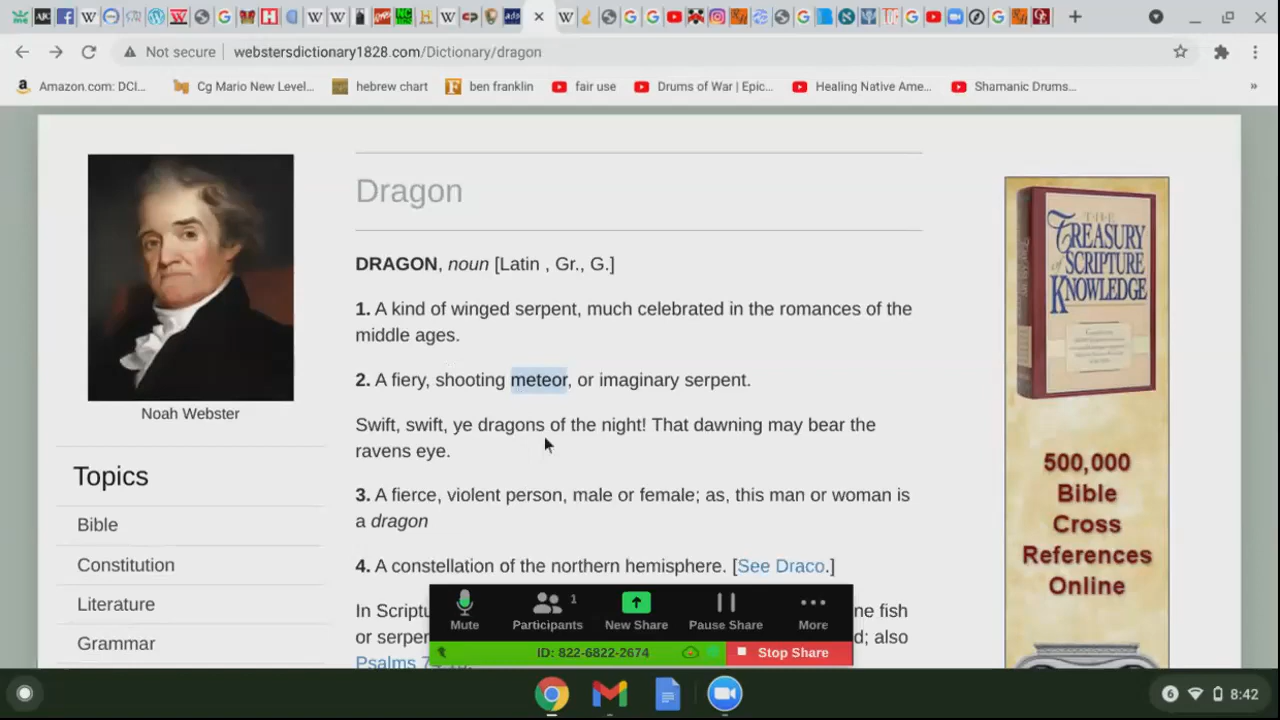 Not secure webstersdictionary1828.com/Dictionary/dragon
Amazon.com: DCI...
Cg Mario New Level...
hebrew chart
ben franklin
fair use
Drums of War | Epic...
Healing Native Ame...
Shamanic Drums...
»
Noah Webster
Topics
Bible
Constitution
Literature
Grammar
Dragon
DRAGON, noun [Latin , Gr., G.]
1. A kind of winged serpent, much celebrated in the romances of the
middle ages.
2. A fiery, shooting meteor, or imaginary serpent.
Swift, swift, ye dragons of the night! That dawning may bear the
ravens eye.
3. A fierce, violent person, male or female; as, this man or woman is
a dragon
4. A constellation of the northern hemisphere. [See Draco.]
In
ne fish
or
d; also
Psalms
THE
TREASURY
of SCRIPTURE
KNOWLEDGE
500,000
Bible
Cross
References
Online
Mute
Participants 1
New Share
Pause Share
More
ID: 822-6822-2674
Stop Share
6 8:42